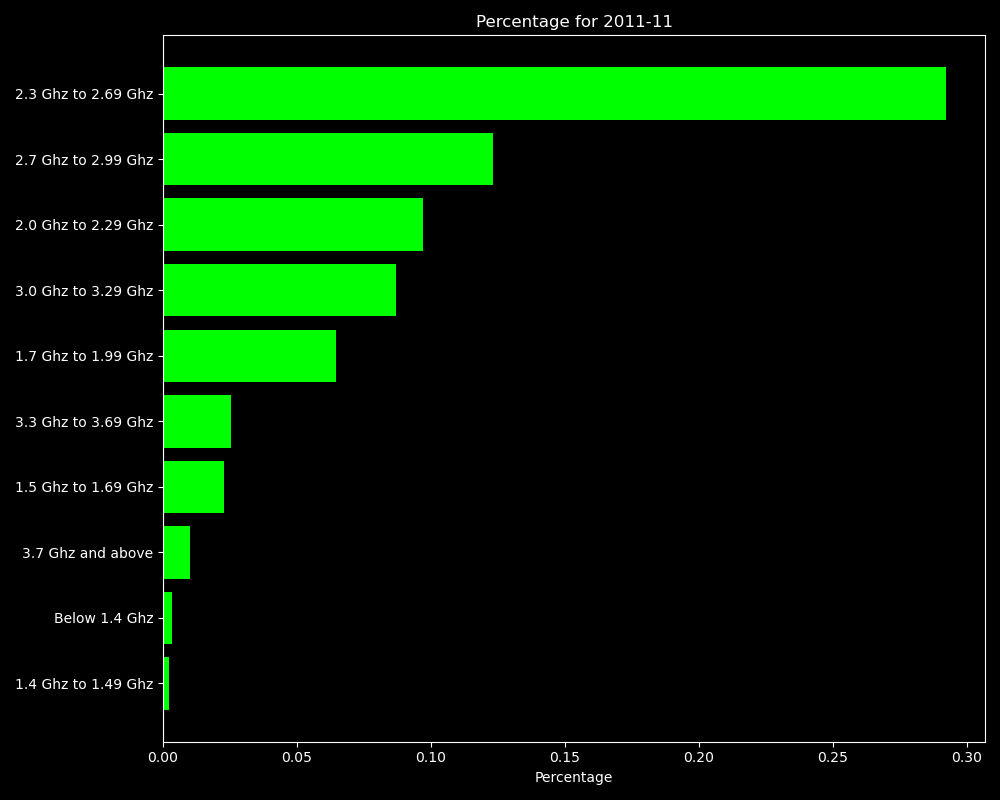 Percentage for 2011-11
2.3 Ghz to 2.69 Ghz
2.7 Ghz to 2.99 Ghz
2.0 Ghz to 2.29 Ghz
3.0 Ghz to 3.29 Ghz
1.7 Ghz to 1.99 Ghz
3.3 Ghz to 3.69 Ghz
1.5 Ghz to 1.69 Ghz
3.7 Ghz and above
Below 1.4 Ghz
1.4 Ghz to 1.49 Ghz
0.00 0.05 0.10 0.15 0.20 0.25 0.30
Percentage